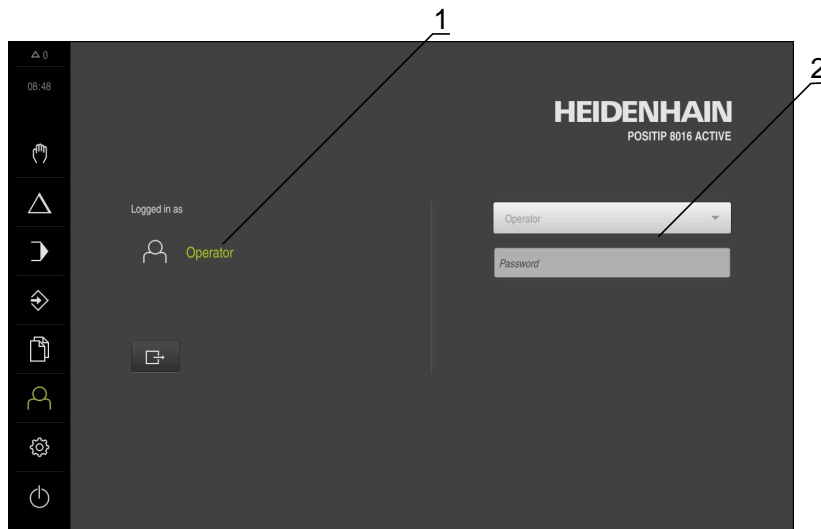 1
2
△ 0
08:48
HEIDENHAIN
POSITIP 8016 ACTIVE
Logged in as
Operator
Operator
Password